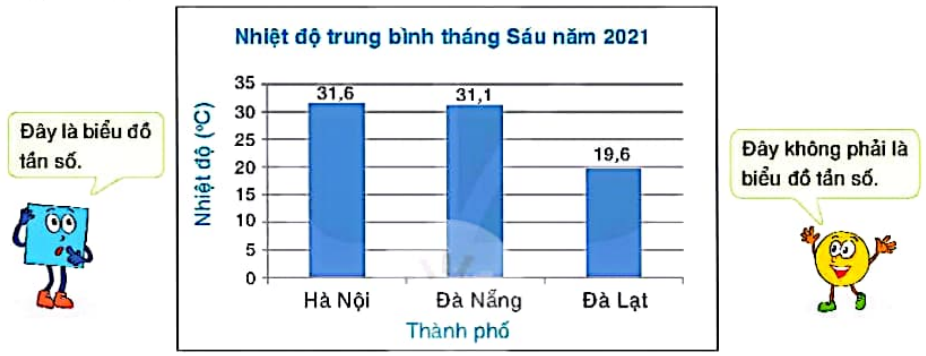 Nhiệt độ trung bình tháng Sáu năm 2021
Đây là biểu đồ
tần số.
Nhiệt độ (°C)
35
30
25
20
15
10
5
0
31,6
31,1
19,6
Hà Nội
Đà Nẵng
Đà Lạt
Thành phố
Đây không phải là
biểu đồ tần số.